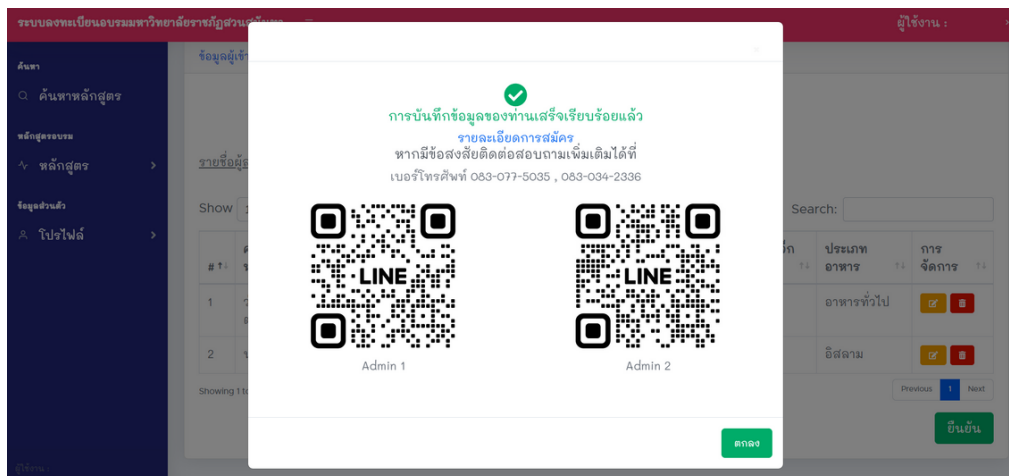 ระบบลงทะเบียนอบรมมหาวิทยาลัยราชภัฏสวนสุนันทา
ผู้ใช้งาน :
ค้นหา
ค้นหาหลักสูตร
หลักสูตรอบรม
หลักสูตร
ข้อมูลส่วนตัว
โปรไฟล์
ผู้ใช้งาน :
การบันทึกข้อมูลของท่านเสร็จเรียบร้อยแล้ว
รายละเอียดการสมัคร
หากมีข้อสงสัยติดต่อสอบถามเพิ่มเติมได้ที่
เบอร์โทรศัพท์ 083-077-5035 , 083-034-2336
LINE
LINE
Admin 1
Admin 2
ตกลง
Show
Search:
#
ประเภท
อาหาร
การ
จัดการ
1
อาหารทั่วไป
2
อิสลาม
Showing 1
Previous 1 Next
ยืนยัน